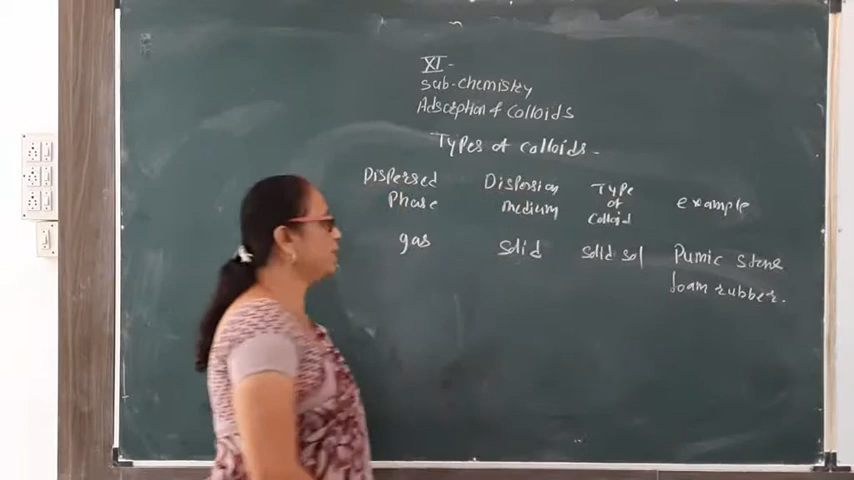 XI -
Sub-Chemistry
Adsorption of Colloids
Types of Colloids -
Dispersed Phase
Dispersion medium
Type of Colloid
example
gas
Solid
Solid sol
Pumic stone
foam rubber.